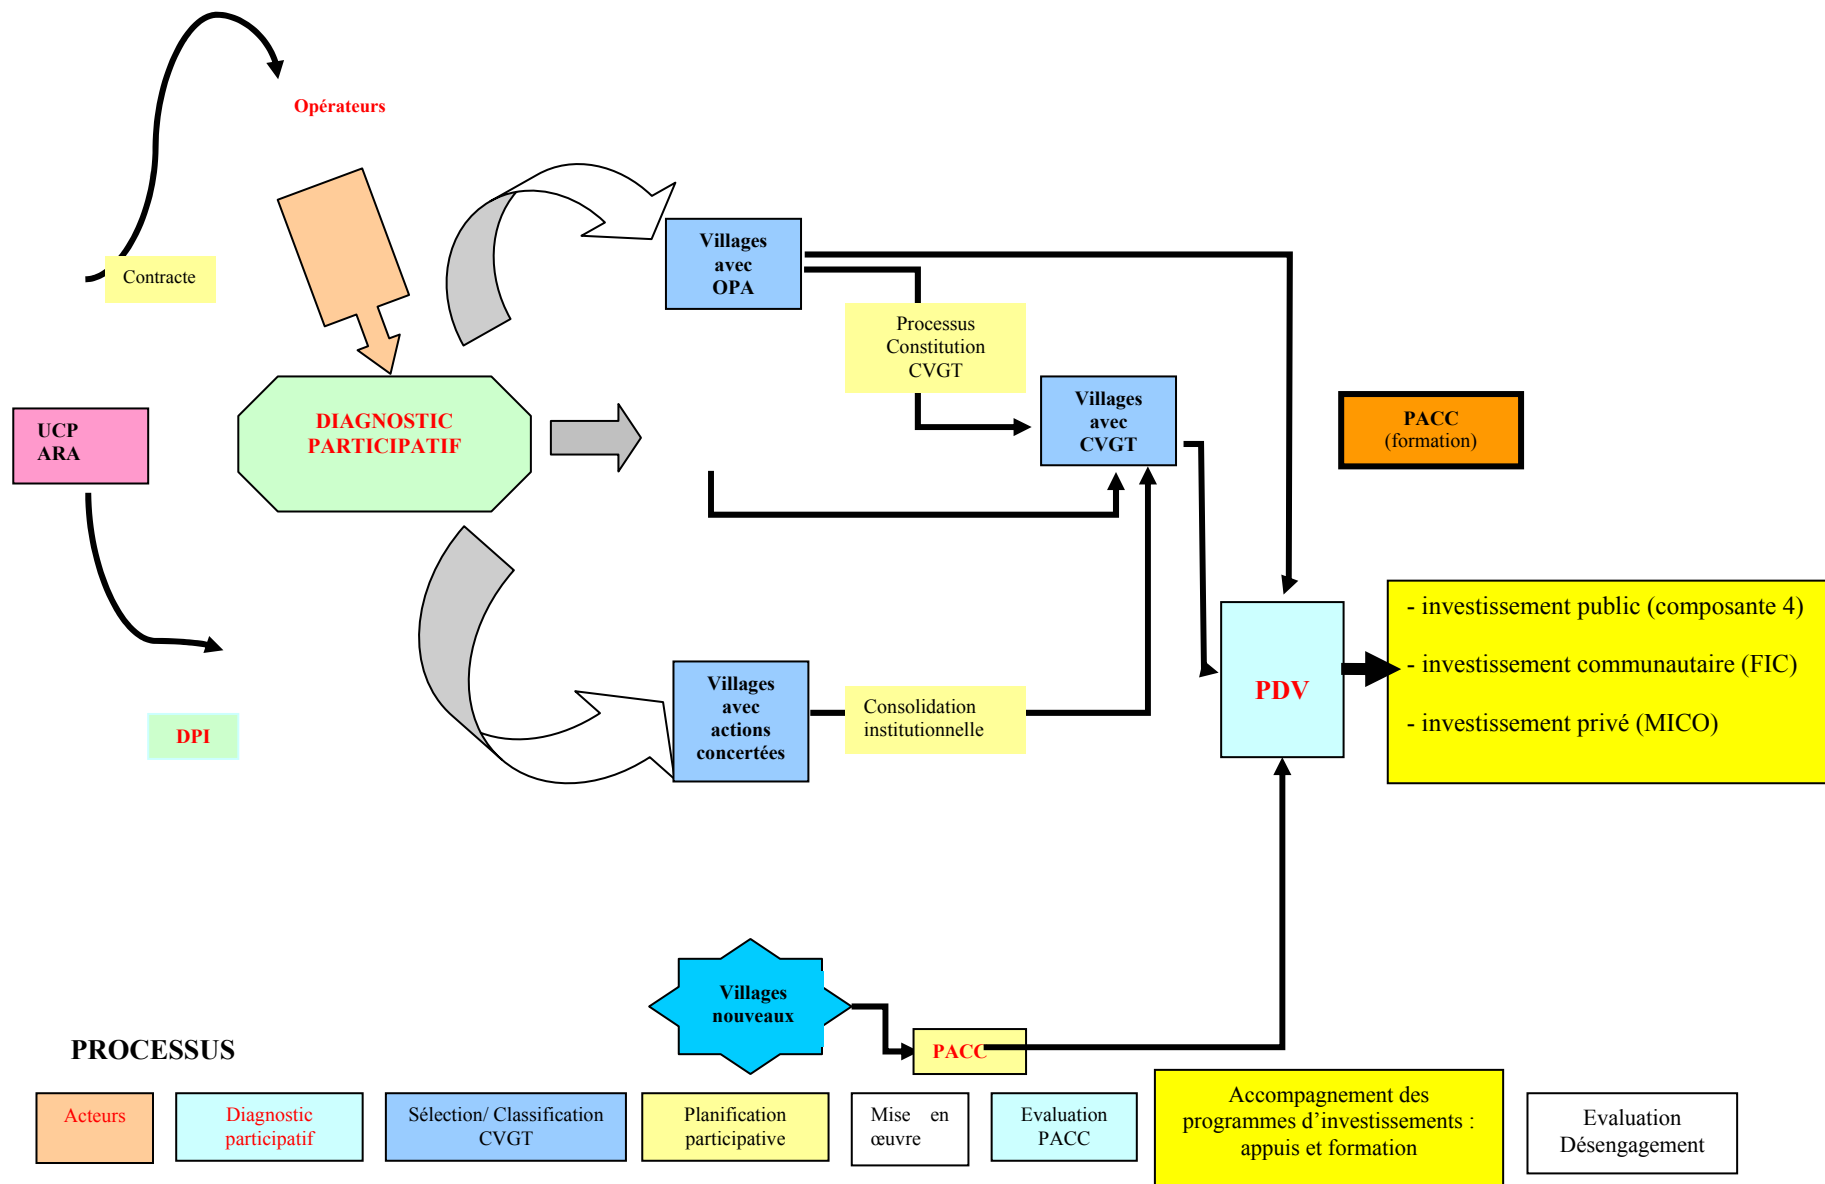 Opérateurs
Contracte
Villages
avec
OPA
Processus
Constitution
CVGT
UCP
ARA
DIAGNOSTIC
PARTICIPATIF
Villages
avec
CVGT
PACC
(formation)
DPI
Villages
avec
actions
concertées
Consolidation
institutionnelle
PDV
- investissement public (composante 4)
- investissement communautaire (FIC)
- investissement privé (MICO)
Villages
nouveaux
PACC
PROCESSUS
Acteurs
Diagnostic
participatif
Sélection/ Classification
CVGT
Planification
participative
Mise en
œuvre
Evaluation
PACC
Accompagnement des
programmes d'investissements :
appuis et formation
Evaluation
Désengagement